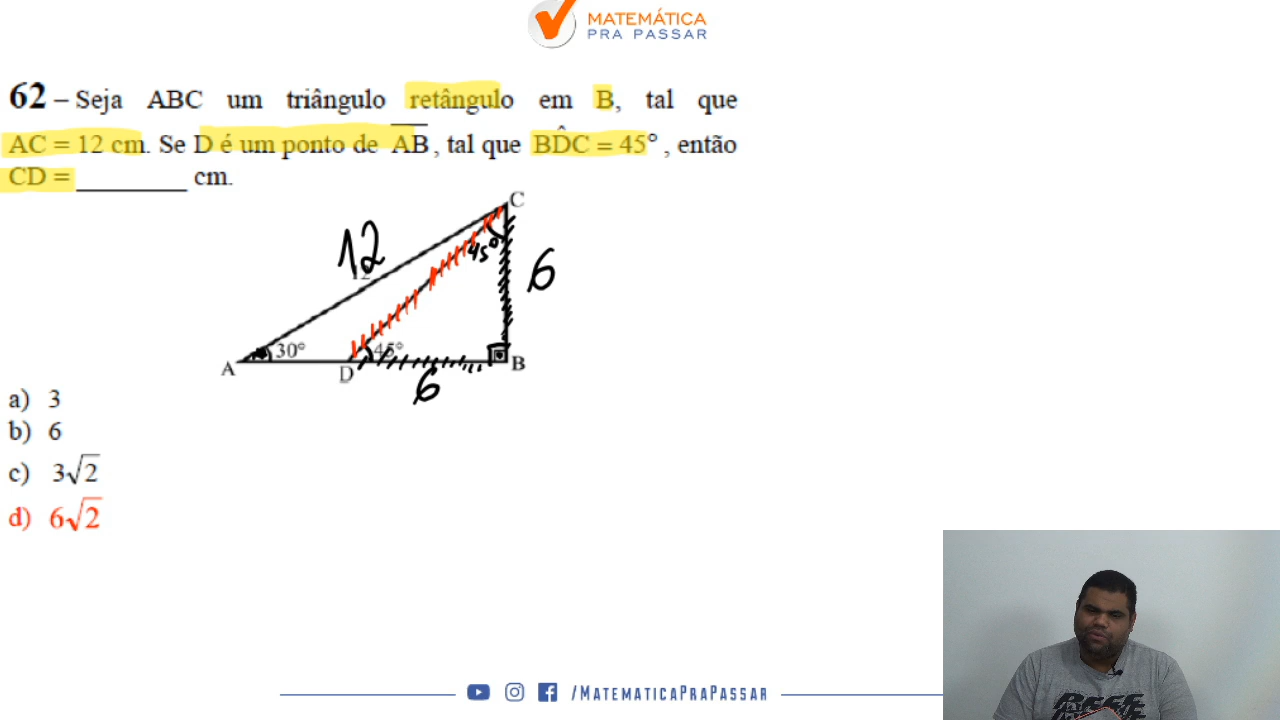 MATEMÁTICA
PRA PASSAR
62 – Seja ABC um triângulo retângulo em B, tal que
AC = 12 cm. Se D é um ponto de A̅B̅, tal que BD̂C = 45°, então
CD = ________ cm.
C
12
45°
6
30°
45°
A
D
B
6
a) 3
b) 6
c) 3√2
d) 6√2
/MATEMATICAPRAPASSAR